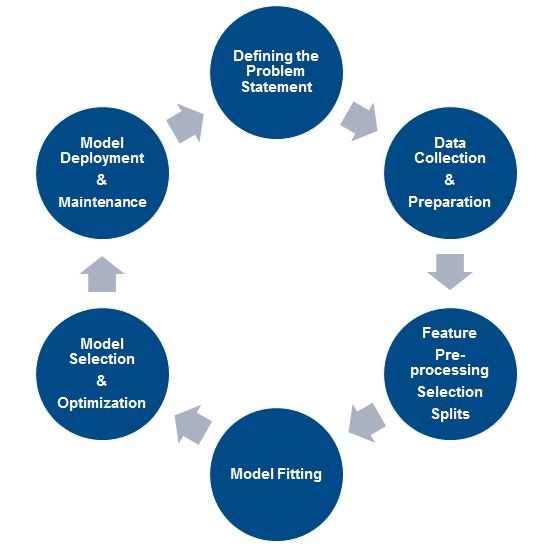 Defining the
Problem
Statement
Data
Collection
&
Preparation
Feature
Pre-
processing
Selection
Splits
Model Fitting
Model
Selection
&
Optimization
Model
Deployment
&
Maintenance